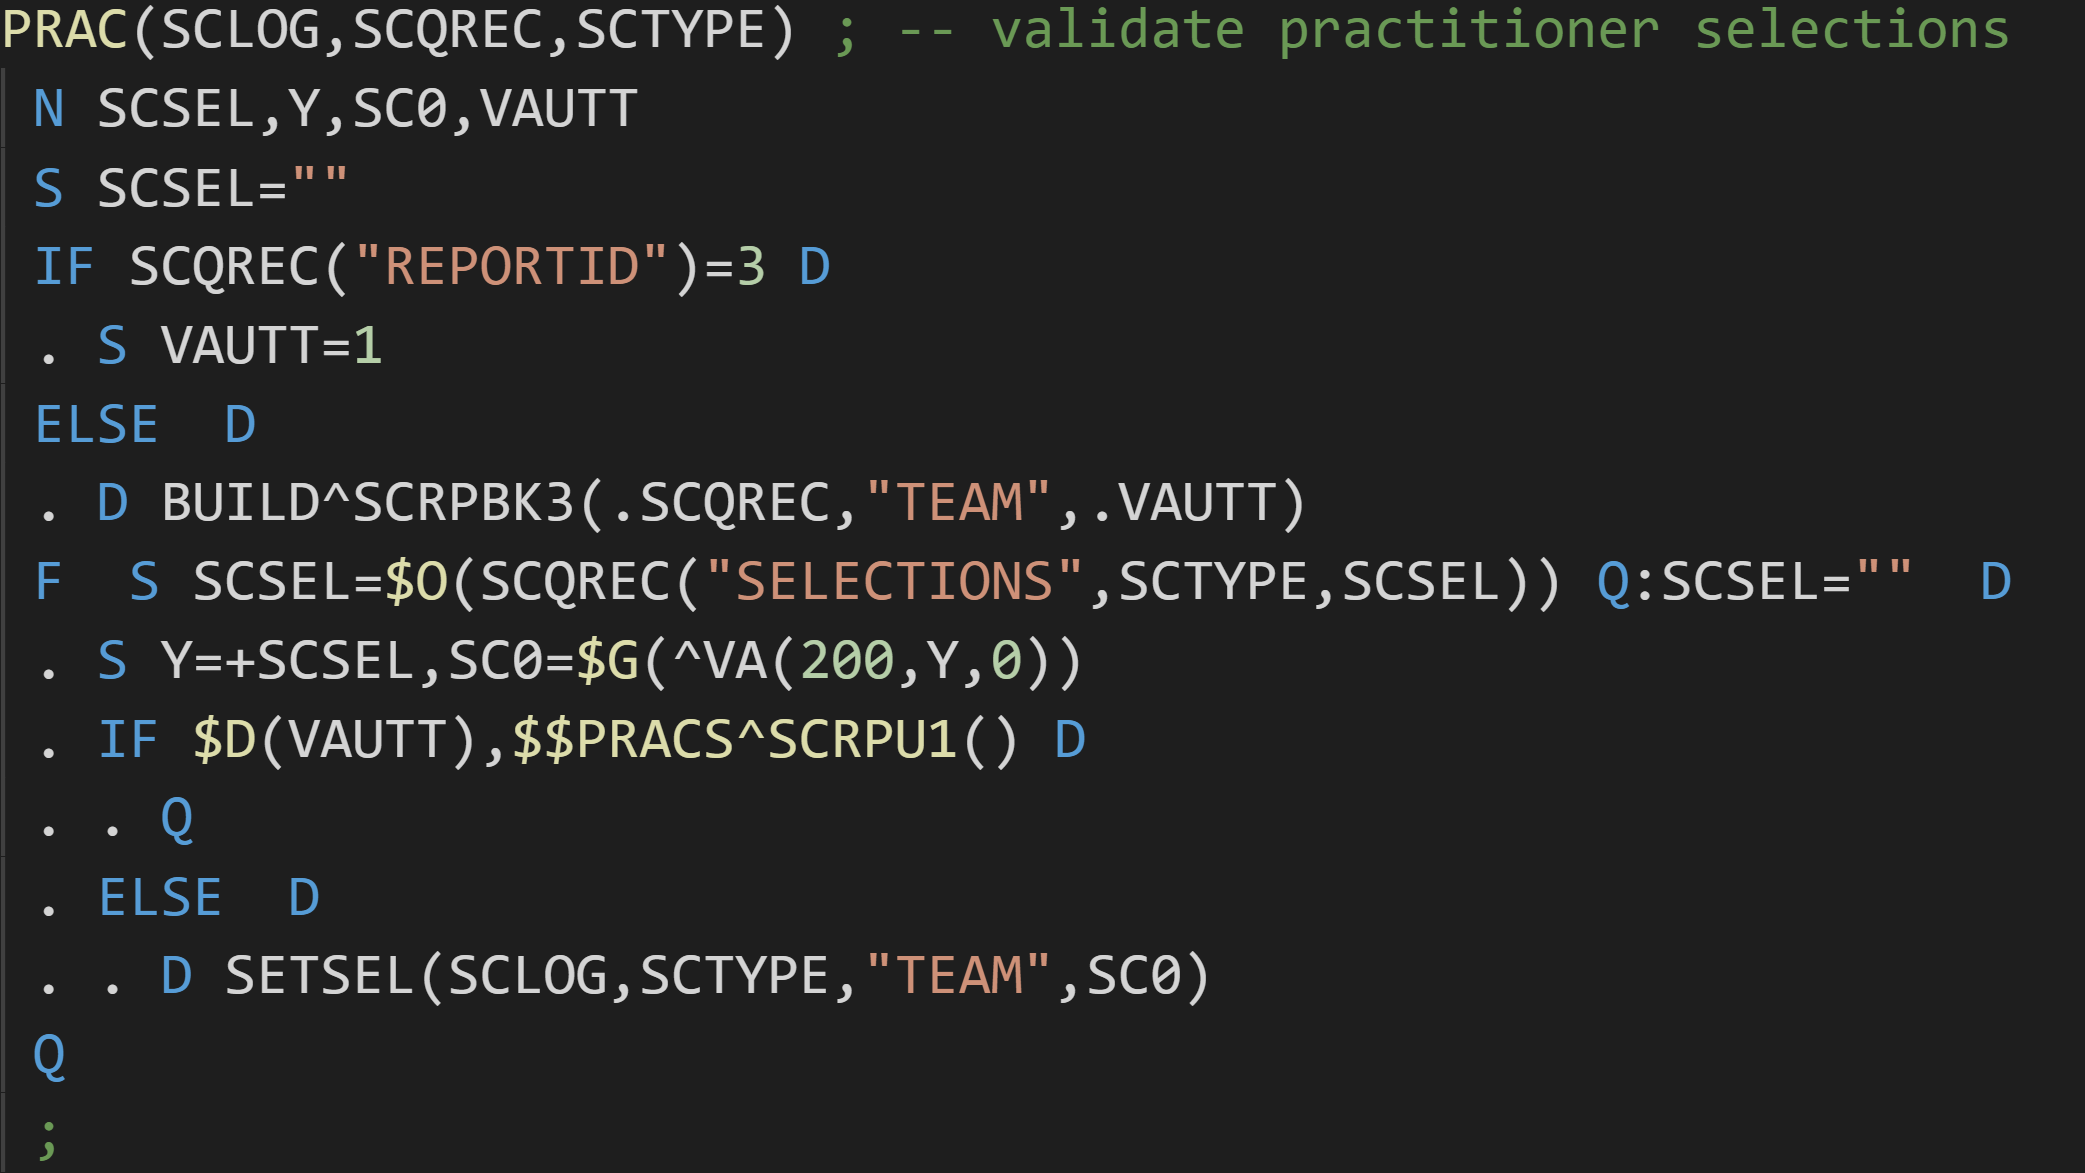 PRAC(SCLOG,SCQREC,SCTYPE) ; -- validate practitioner selections
N SCSEL,Y,SC0,VAUTT
S SCSEL=""
IF SCQREC("REPORTID")=3 D
. S VAUTT=1
ELSE  D
. D BUILD^SCRPBK3(.SCQREC,"TEAM",.VAUTT)
F  S SCSEL=$O(SCQREC("SELECTIONS",SCTYPE,SCSEL)) Q:SCSEL=""  D
. S Y=+SCSEL,SC0=$G(^VA(200,Y,0))
. IF $D(VAUTT),$$PRACS^SCRPU1() D
. . Q
. ELSE  D
. . D SETSEL(SCLOG,SCTYPE,"TEAM",SC0)
Q
;